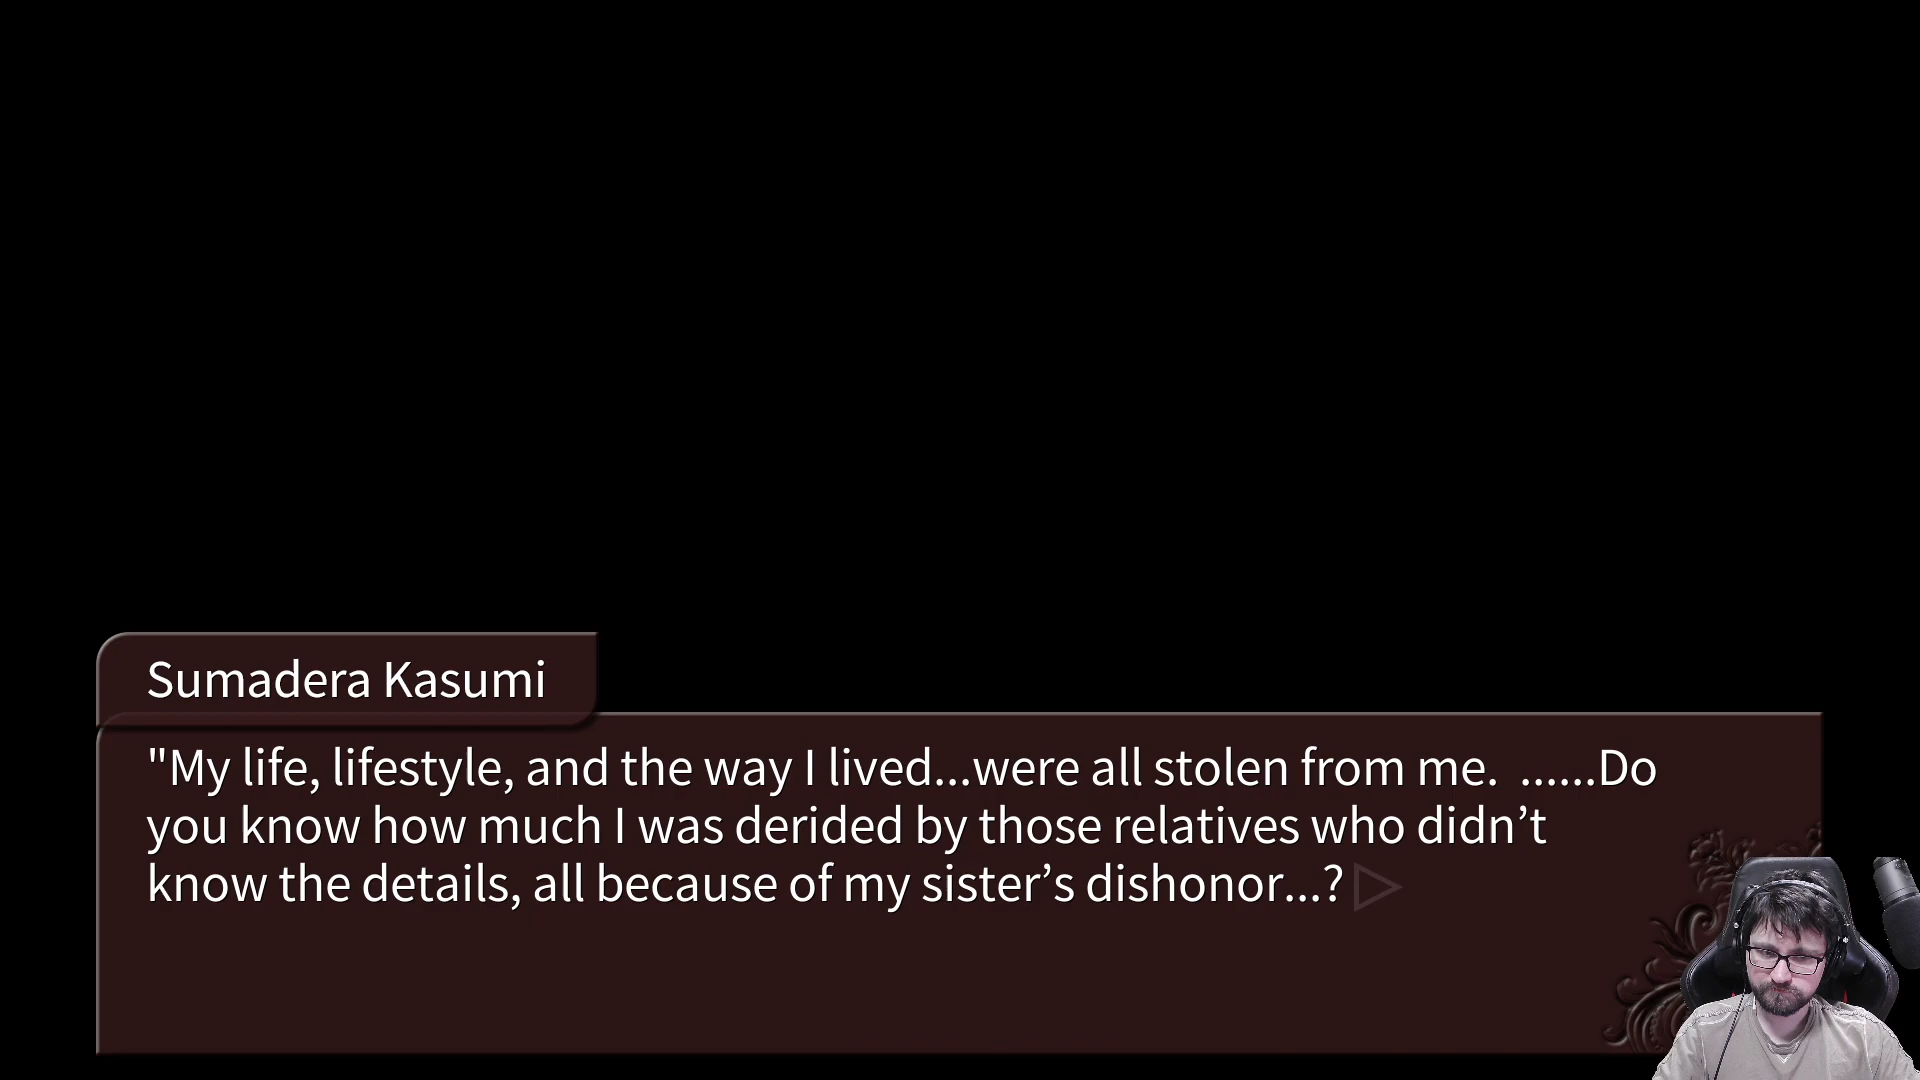 Sumadera Kasumi
"My life, lifestyle, and the way I lived...were all stolen from me.  ......Do
you know how much I was derided by those relatives who didn’t
know the details, all because of my sister’s dishonor...?